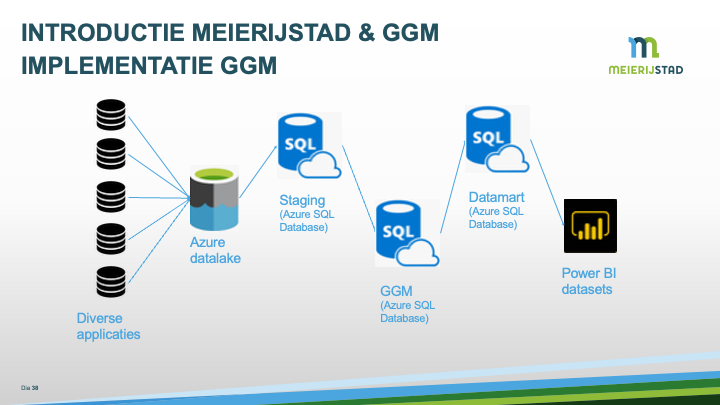 INTRODUCTIE MEIERIJSTAD & GGM
IMPLEMENTATIE GGM
MEIERIJSTAD
SQL
Staging
(Azure SQL
Database)
SQL
Datamart
(Azure SQL
Database)
Azure
datalake
SQL
GGM
(Azure SQL
Database)
Power BI
datasets
Diverse
applicaties
Dia 38